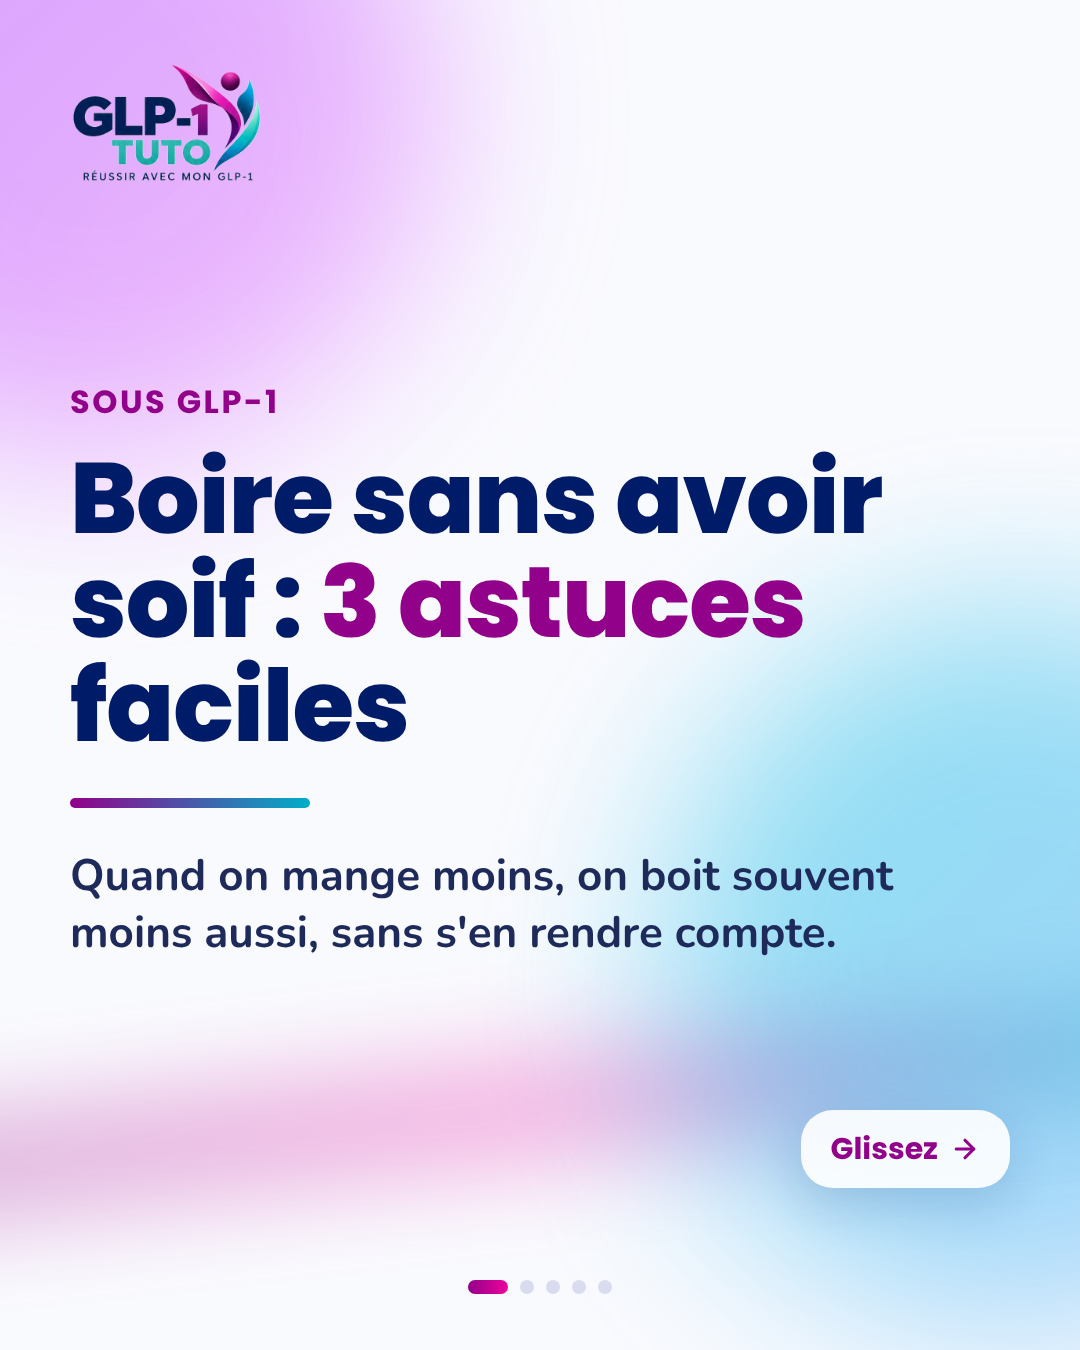 GLP-1
TUTO
RÉUSSIR AVEC MON GLP-1
SOUS GLP-1
Boire sans avoir
soif : 3 astuces
faciles
Quand on mange moins, on boit souvent
moins aussi, sans s'en rendre compte.
Glissez →